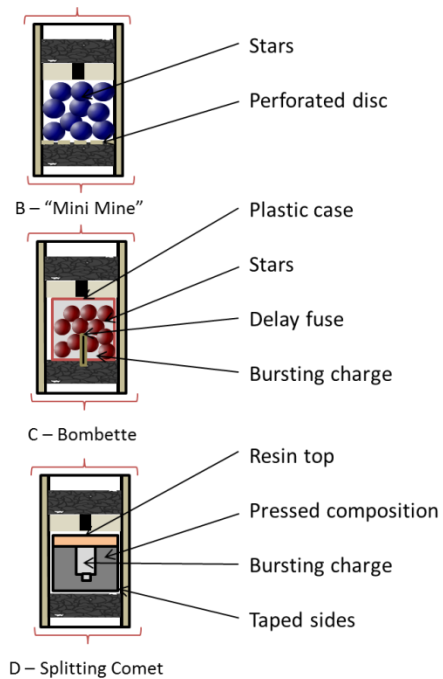 Stars
Perforated disc
B – “Mini Mine”
Plastic case
Stars
Delay fuse
Bursting charge
C – Bombette
Resin top
Pressed composition
Bursting charge
Taped sides
D – Splitting Comet